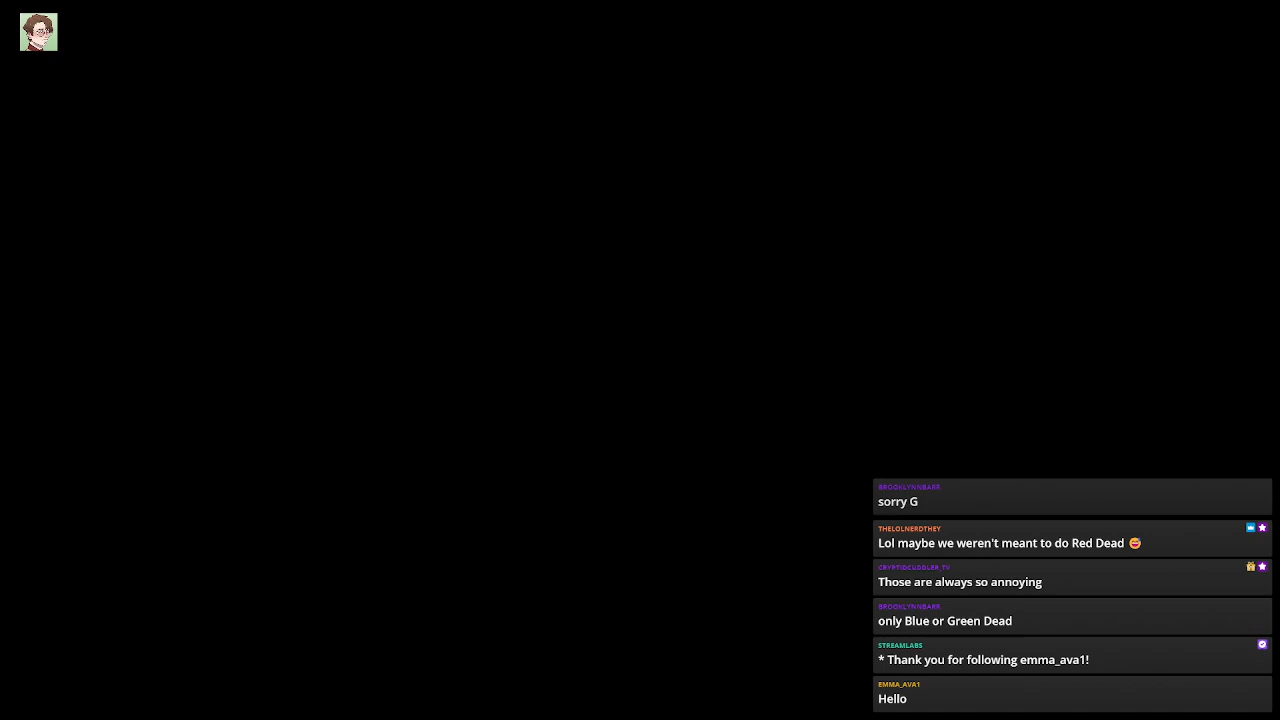 BROOKLYNNBARR
sorry G
THELOLNERDTHEY
Lol maybe we weren't meant to do Red Dead 😅
CRYPTIDCUDDLER_TV
Those are always so annoying
BROOKLYNNBARR
only Blue or Green Dead
STREAMLABS
* Thank you for following emma_ava1!
EMMA_AVA1
Hello